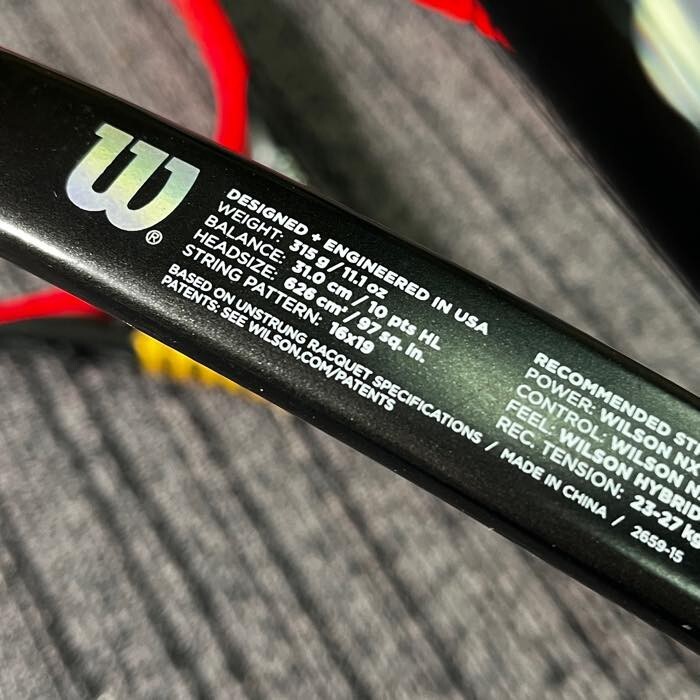 W®
DESIGNED + ENGINEERED IN USA
WEIGHT: 315 g / 11.1 oz
BALANCE: 31.0 cm / 10 pts HL
HEADSIZE: 626 cm² / 97 sq. in.
STRING PATTERN: 16x19
BASED ON UNSTRUNG RACQUET SPECIFICATIONS / MADE IN CHINA / 2659-15
PATENTS: SEE WILSON.COM/PATENTS
RECOMMENDED
POWER: WILSON
CONTROL: WILSON
FEEL: WILSON HYBRID
REC. TENSION: 23-27 kg